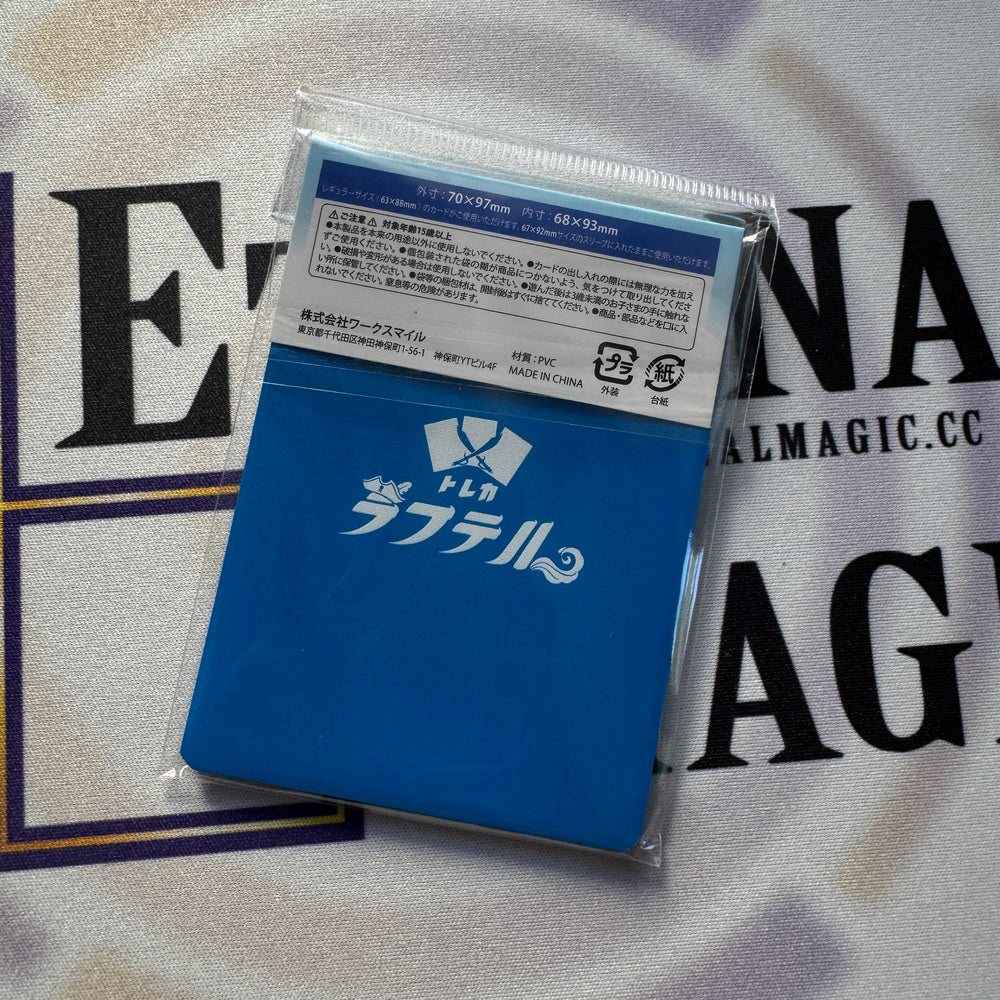 外寸：70×97mm 内寸：68×93mm
レギュラーサイズ（63×88mm）のカードがご使用いただけます。67×92mmサイズのスリーブに入れたままご使用いただけます。
⚠ご注意⚠ 対象年齢15歳以上
●本製品を本来の用途以外に使用しないでください。●カードの出し入れの際には無理な力を加え
ずご使用ください。●個包装された袋の糊が商品につかないよう、気をつけて取り出してくださ
い。●破損や変形がある場合は使用しないでください。●遊んだ後は3歳未満のお子さまの手に触れな
い所に保管してください。●袋等の梱包材は、開封後はすぐに捨ててください。●商品・部品などを口に入
れないでください。窒息等の危険があります。
株式会社ワークスマイル
東京都千代田区神田神保町1-56-1 神保町YTビル4F
材質：PVC
MADE IN CHINA
プラ
外装
紙
台紙
トレカ
ラフテル
NA
ALMAGIC.CC
AG